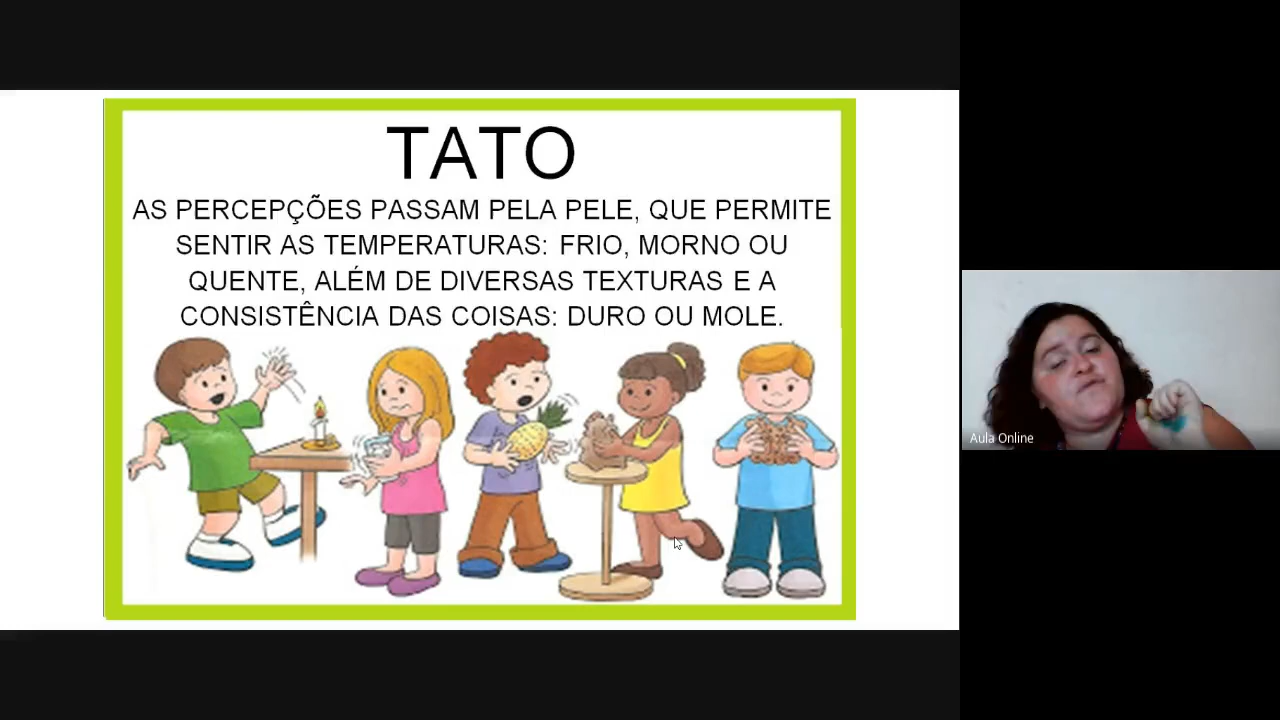 TATO
AS PERCEPÇÕES PASSAM PELA PELE, QUE PERMITE
SENTIR AS TEMPERATURAS: FRIO, MORNO OU
QUENTE, ALÉM DE DIVERSAS TEXTURAS E A
CONSISTÊNCIA DAS COISAS: DURO OU MOLE.
Aula Online